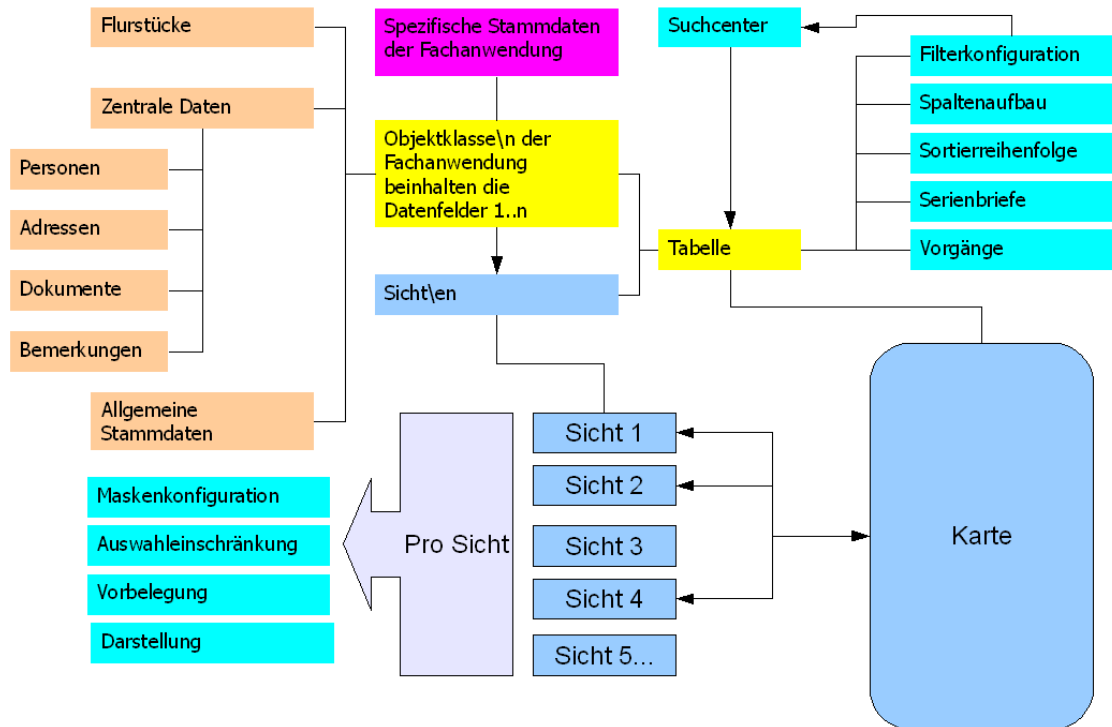 Flurstücke
Zentrale Daten
Personen
Adressen
Dokumente
Bemerkungen
Allgemeine
Stammdaten
Spezifische Stammdaten
der Fachanwendung
Objektklasse\n der
Fachanwendung
beinhalten die
Datenfelder 1..n
Sicht\en
Suchcenter
Tabelle
Filterkonfiguration
Spaltenaufbau
Sortierreihenfolge
Serienbriefe
Vorgänge
Maskenkonfiguration
Auswahleinschränkung
Vorbelegung
Darstellung
Pro Sicht
Sicht 1
Sicht 2
Sicht 3
Sicht 4
Sicht 5...
Karte